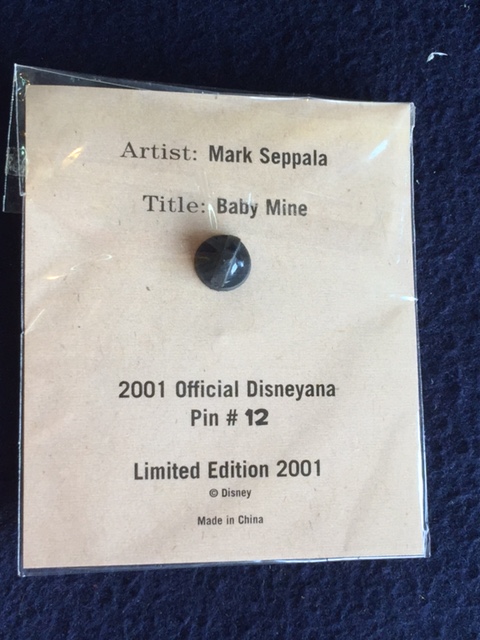 Artist: Mark Seppala
Title: Baby Mine
2001 Official Disneyana
Pin # 12
Limited Edition 2001
© Disney
Made in China